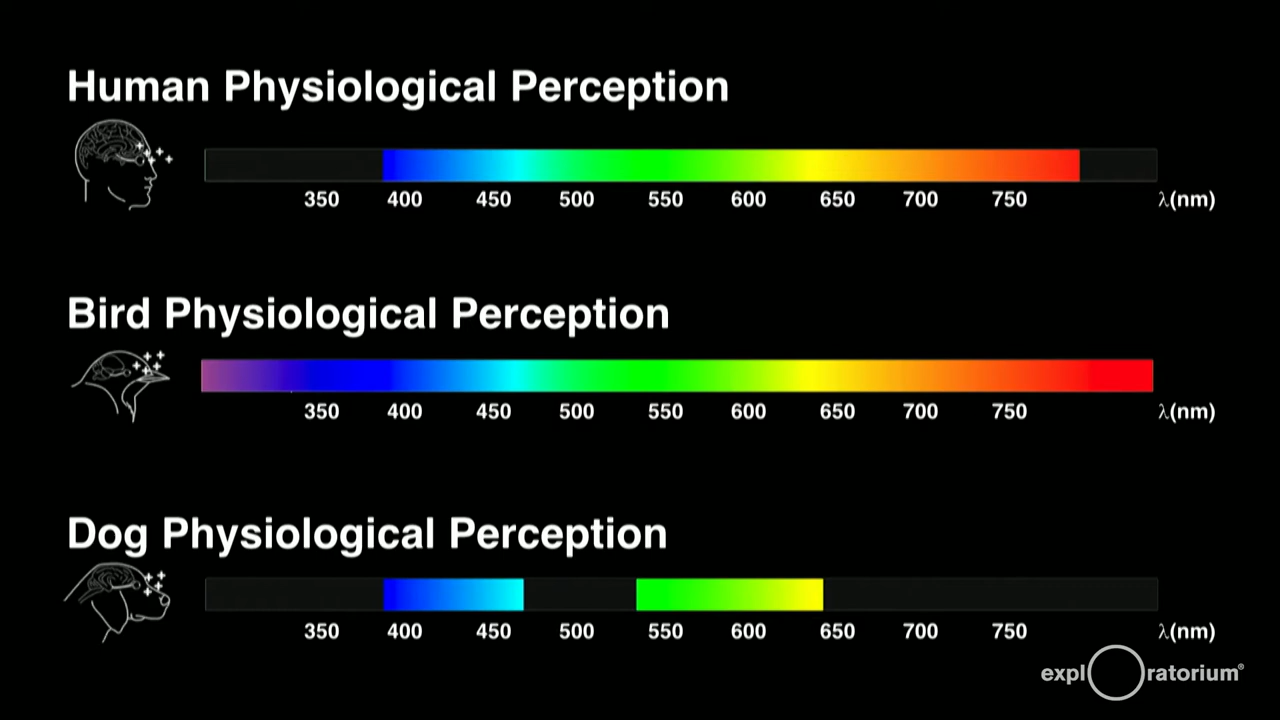 Human Physiological Perception
350 400 450 500 550 600 650 700 750 λ(nm)
Bird Physiological Perception
350 400 450 500 550 600 650 700 750 λ(nm)
Dog Physiological Perception
350 400 450 500 550 600 650 700 750 λ(nm)
explOratorium®